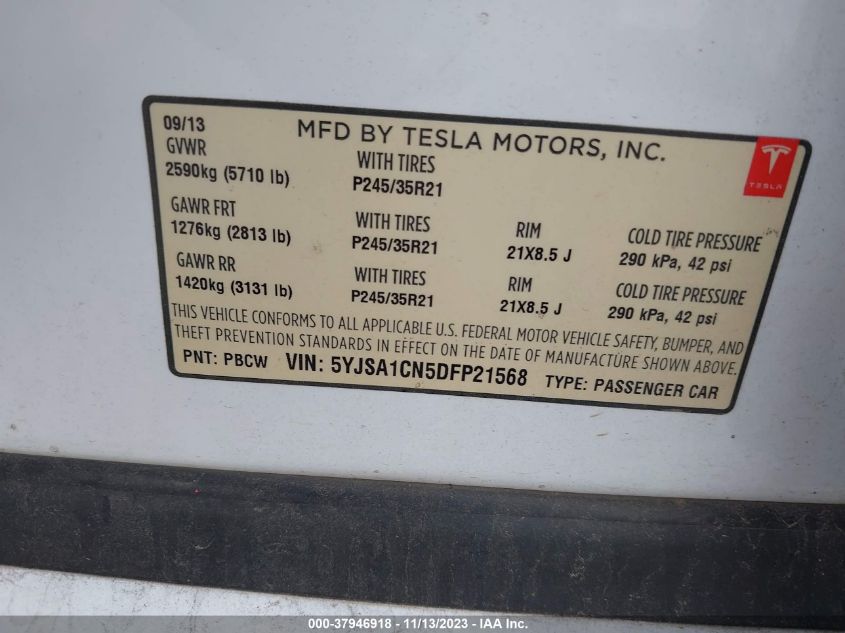 09/13
MFD BY TESLA MOTORS, INC.
TESLA
GVWR
2590kg (5710 lb)
WITH TIRES
P245/35R21
GAWR FRT
1276kg (2813 lb)
WITH TIRES
P245/35R21
RIM
21X8.5 J
COLD TIRE PRESSURE
290 kPa, 42 psi
GAWR RR
1420kg (3131 lb)
WITH TIRES
P245/35R21
RIM
21X8.5 J
COLD TIRE PRESSURE
290 kPa, 42 psi
THIS VEHICLE CONFORMS TO ALL APPLICABLE U.S. FEDERAL MOTOR VEHICLE SAFETY, BUMPER, AND
THEFT PREVENTION STANDARDS IN EFFECT ON THE DATE OF MANUFACTURE SHOWN ABOVE.
PNT: PBCW VIN: 5YJSA1CN5DFP21568 TYPE: PASSENGER CAR
000-37946918 - 11/13/2023 - IAA Inc.